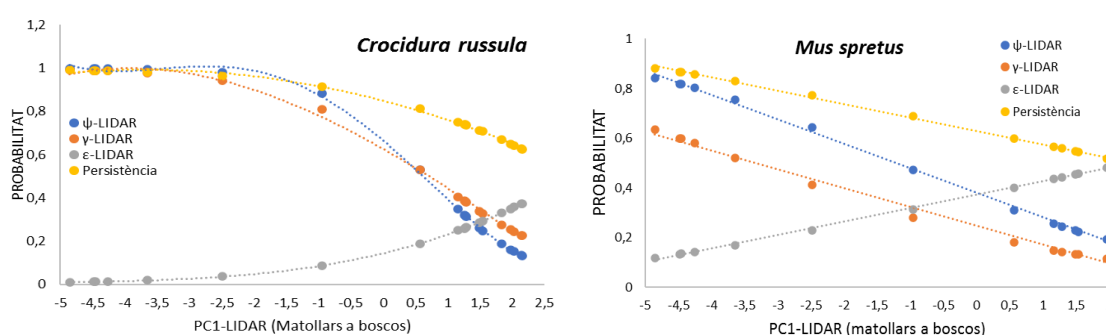 Crocidura russula
PROBABILITAT
1,2
1
0,8
0,6
0,4
0,2
0
ψ-LIDAR
γ-LIDAR
ε-LIDAR
Persistència
-5 -4,5 -4 -3,5 -3 -2,5 -2 -1,5 -1 -0,5 0 0,5 1 1,5 2 2,5
PC1-LIDAR (Matollars a boscos)
Mus spretus
PROBABILITAT
1
0,8
0,6
0,4
0,2
0
ψ-LIDAR
γ-LIDAR
ε-LIDAR
Persistència
-5 -4,5 -4 -3,5 -3 -2,5 -2 -1,5 -1 -0,5 0 0,5 1 1,5
PC1-LIDAR (matollars a boscos)